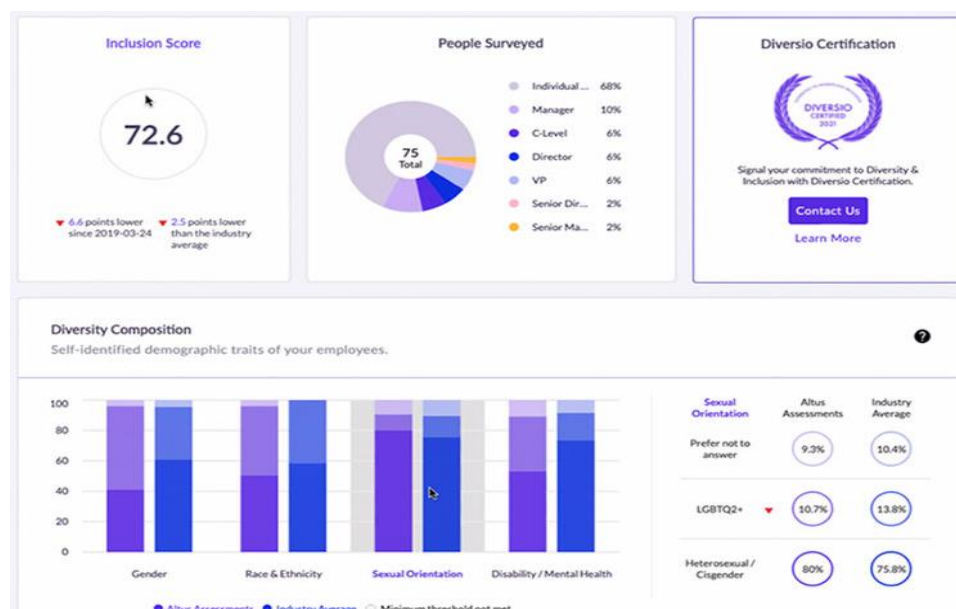 Inclusion Score
72.6
6.6 points lower
since 2019-03-24
2.5 points lower
than the industry
average
People Surveyed
75
Total
Individual ... 68%
Manager 10%
C-Level 6%
Director 6%
VP 6%
Senior Dir... 2%
Senior Ma... 2%
Diversio Certification
DIVERSIO
CERTIFIED
2021
Signal your commitment to Diversity &
Inclusion with Diversio Certification.
Contact Us
Learn More
Diversity Composition
Self-identified demographic traits of your employees.
?
100
80
60
40
20
0
Gender
Race & Ethnicity
Sexual Orientation
Disability / Mental Health
Altus Assessments
Industry Average
Minimum threshold not met
Sexual
Orientation
Altus
Assessments
Industry
Average
Prefer not to
answer
9.3%
10.4%
LGBTQ2+
10.7%
13.8%
Heterosexual /
Cisgender
80%
75.8%